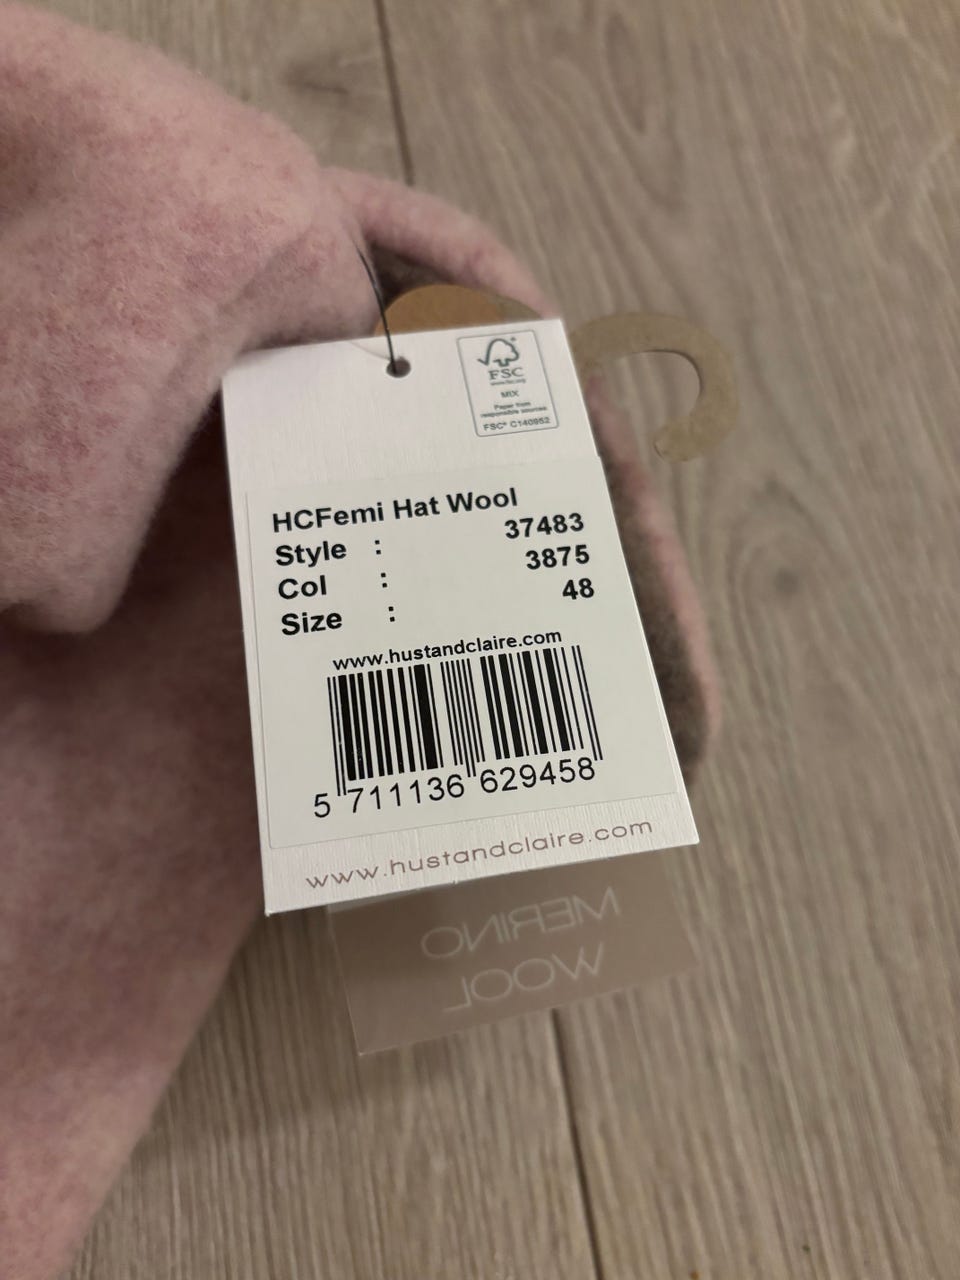 FSC
www.fsc.org
MIX
Paper from
responsible sources
FSC® C140952
HCFemi Hat Wool
Style : 37483
Col : 3875
Size : 48
www.hustandclaire.com
5 711136 629458
www.hustandclaire.com
MERINO
WOOL